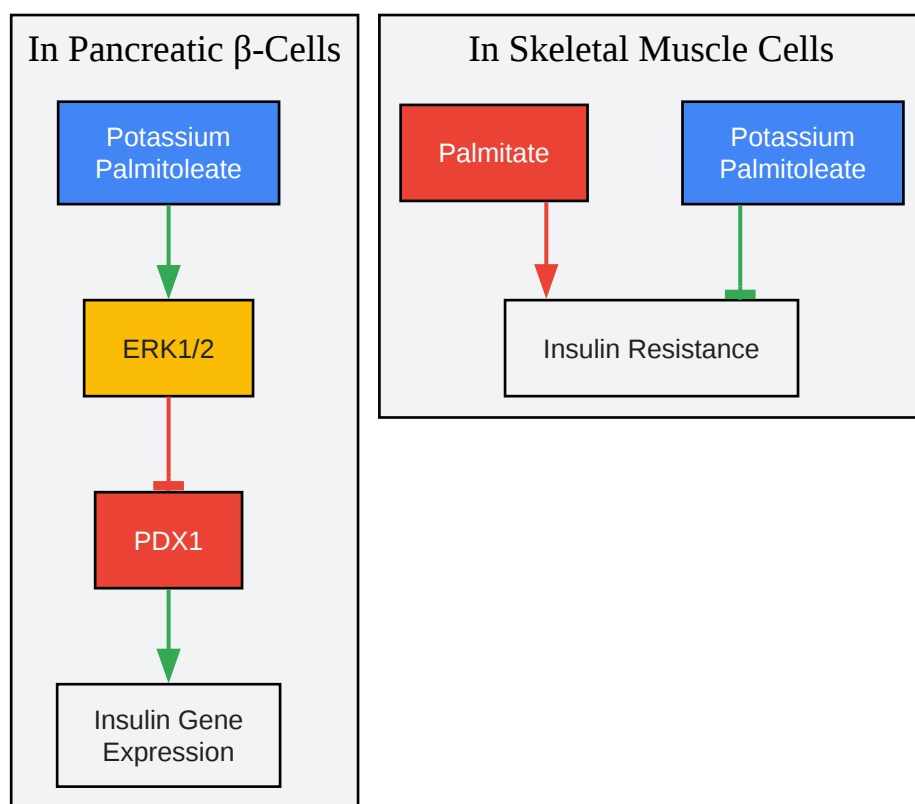 In Pancreatic β-Cells
Potassium
Palmitoleate
ERK1/2
PDX1
Insulin Gene
Expression
In Skeletal Muscle Cells
Palmitate
Potassium
Palmitoleate
Insulin Resistance